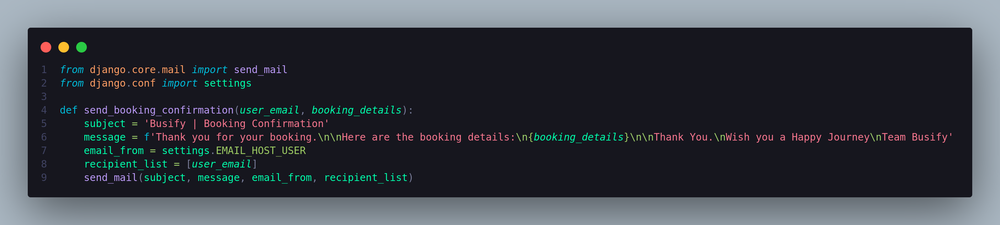 1 from django.core.mail import send_mail
2 from django.conf import settings
3
4 def send_booking_confirmation(user_email, booking_details):
5     subject = 'Busify | Booking Confirmation'
6     message = f'Thank you for your booking.\n\nHere are the booking details:\n{booking_details}\n\nThank You.\nWish you a Happy Journey\nTeam Busify'
7     email_from = settings.EMAIL_HOST_USER
8     recipient_list = [user_email]
9     send_mail(subject, message, email_from, recipient_list)